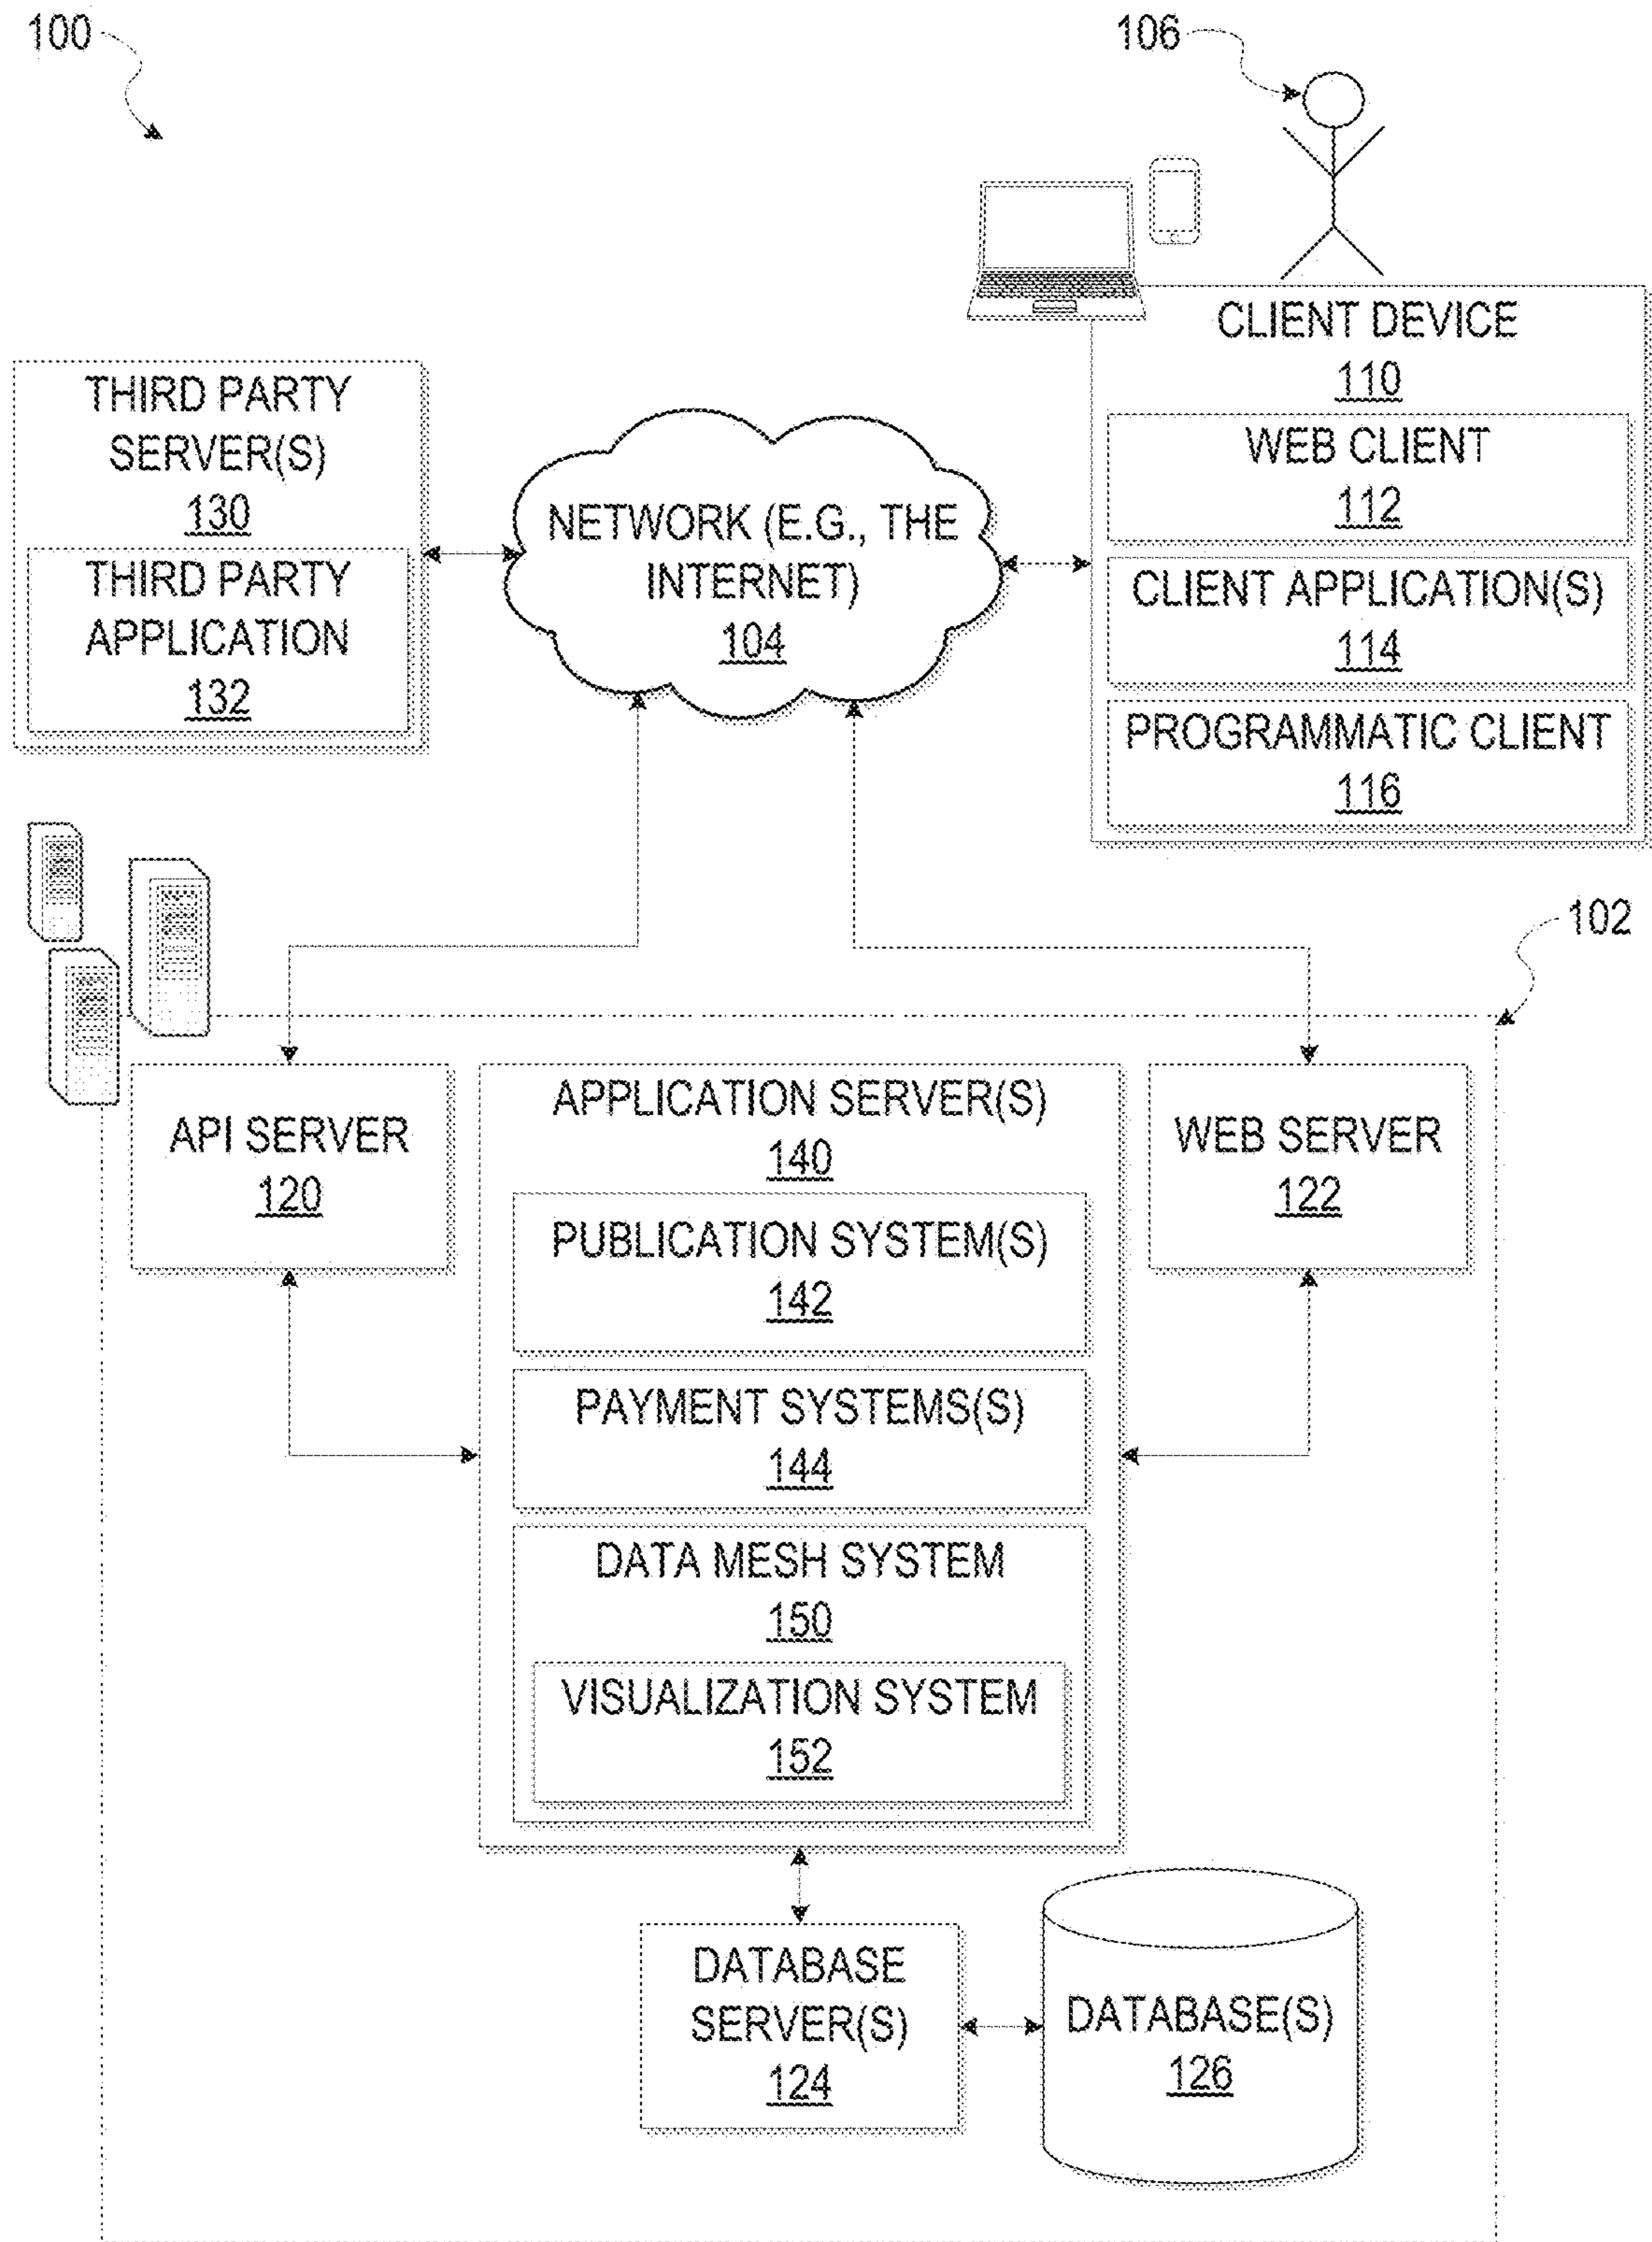 100
106
CLIENT DEVICE
110
WEB CLIENT
112
CLIENT APPLICATION(S)
114
PROGRAMMATIC CLIENT
116
THIRD PARTY
SERVER(S)
130
THIRD PARTY
APPLICATION
132
NETWORK (E.G., THE
INTERNET)
104
102
API SERVER
120
APPLICATION SERVER(S)
140
PUBLICATION SYSTEM(S)
142
PAYMENT SYSTEMS(S)
144
DATA MESH SYSTEM
150
VISUALIZATION SYSTEM
152
WEB SERVER
122
DATABASE
SERVER(S)
124
DATABASE(S)
126